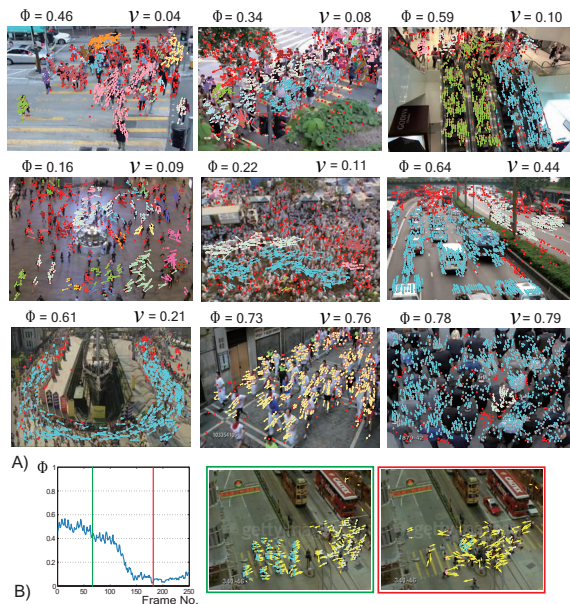 Φ = 0.46 v = 0.04 Φ = 0.34 v = 0.08 Φ = 0.59 v = 0.10
GODIVA
Φ = 0.16 v = 0.09 Φ = 0.22 v = 0.11 Φ = 0.64 v = 0.44
Φ = 0.61 v = 0.21 Φ = 0.73 v = 0.76 Φ = 0.78 v = 0.79
A) Φ
1
0.8
0.6
0.4
0.2
0
0 50 100 150 200 250
B) Frame No.